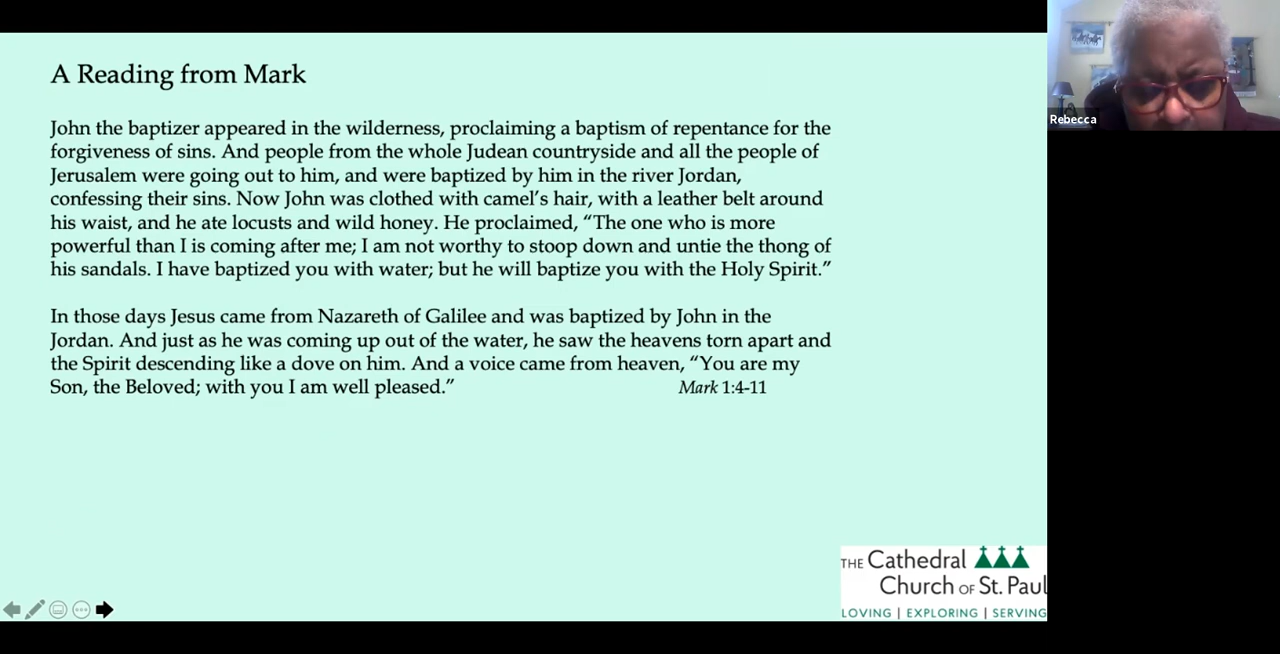 A Reading from Mark
John the baptizer appeared in the wilderness, proclaiming a baptism of repentance for the
forgiveness of sins. And people from the whole Judean countryside and all the people of
Jerusalem were going out to him, and were baptized by him in the river Jordan,
confessing their sins. Now John was clothed with camel’s hair, with a leather belt around
his waist, and he ate locusts and wild honey. He proclaimed, “The one who is more
powerful than I is coming after me; I am not worthy to stoop down and untie the thong of
his sandals. I have baptized you with water; but he will baptize you with the Holy Spirit.”
In those days Jesus came from Nazareth of Galilee and was baptized by John in the
Jordan. And just as he was coming up out of the water, he saw the heavens torn apart and
the Spirit descending like a dove on him. And a voice came from heaven, “You are my
Son, the Beloved; with you I am well pleased.” Mark 1:4-11
Rebecca
THE Cathedral
Church OF St. Paul
LOVING | EXPLORING | SERVING